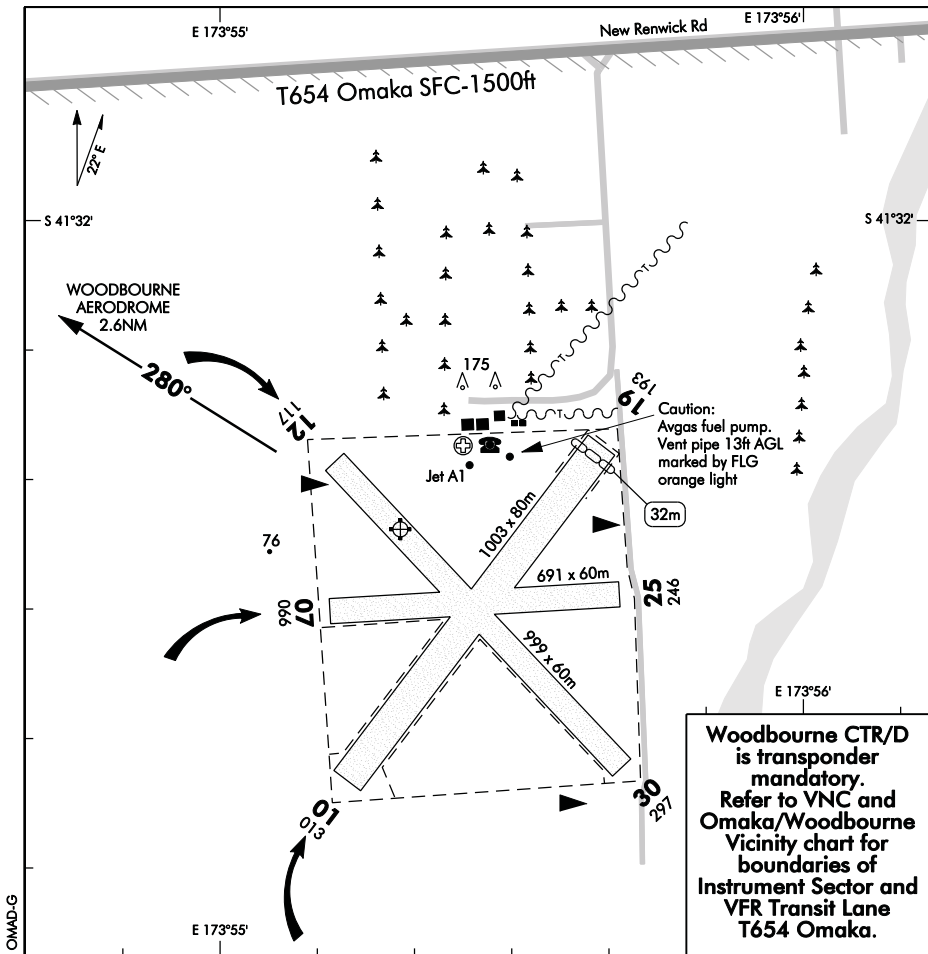 E 173°55'
E 173°56'
New Renwick Rd
T654 Omaka SFC-1500ft
22° E
S 41°32'
S 41°32'
WOODBOURNE
AERODROME
2.6NM
280°
175
12
117
19
193
Caution:
Avgas fuel pump.
Vent pipe 13ft AGL
marked by FLG
orange light
Jet A1
32m
1003 x 80m
76
691 x 60m
07
066
25
246
999 x 60m
E 173°56'
01
013
30
297
Woodbourne CTR/D
is transponder
mandatory.
Refer to VNC and
Omaka/Woodbourne
Vicinity chart for
boundaries of
Instrument Sector and
VFR Transit Lane
T654 Omaka.
E 173°55'
OMAD-G
T
T
T